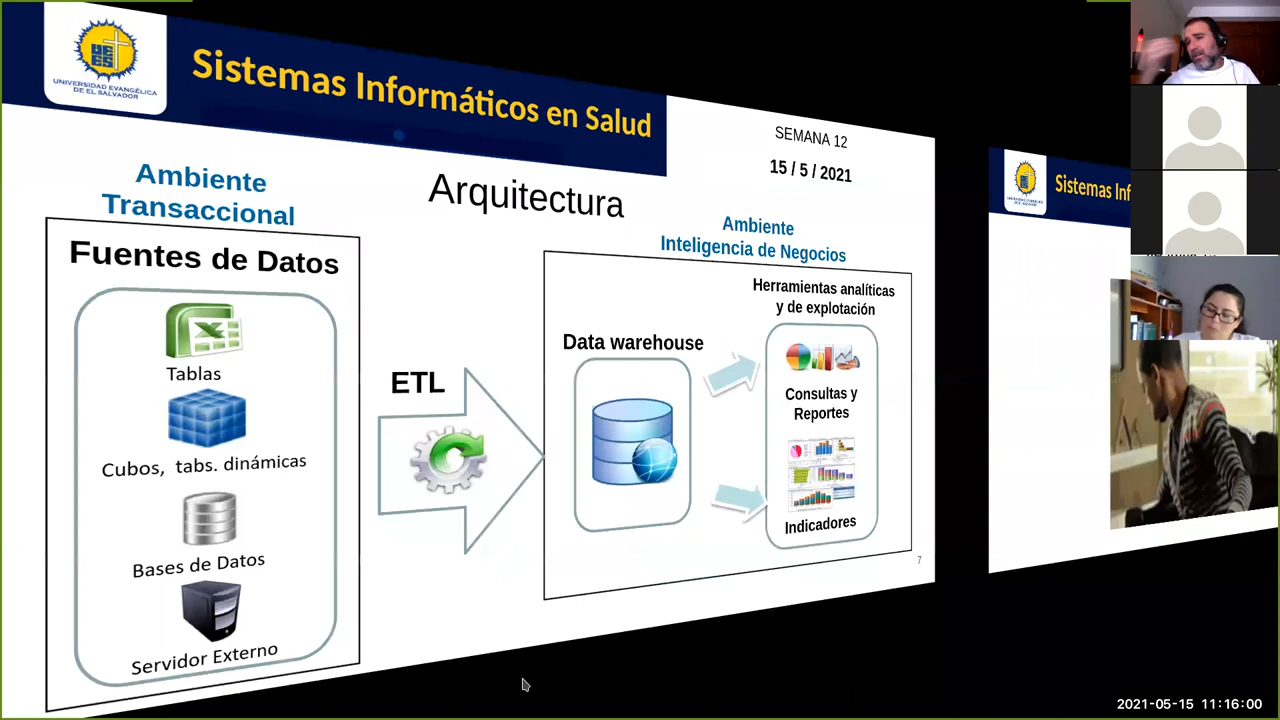 UNIVERSIDAD EVANGÉLICA
DE EL SALVADOR
Sistemas Informáticos en Salud
SEMANA 12
15 / 5 / 2021
Arquitectura
Ambiente
Transaccional
Fuentes de Datos
Tablas
Cubos, tabs. dinámicas
Bases de Datos
Servidor Externo
ETL
Ambiente
Inteligencia de Negocios
Data warehouse
Herramientas analíticas
y de explotación
Consultas y
Reportes
Indicadores
7
Sistemas Inf
2021-05-15 11:16:00